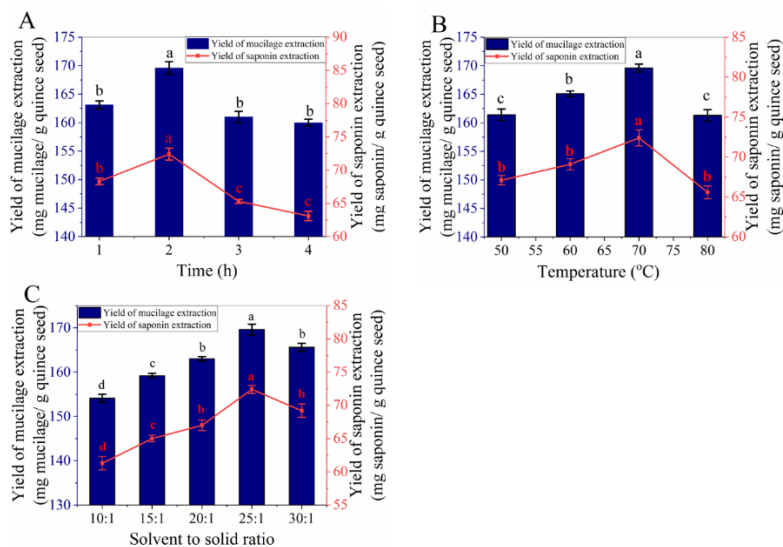 A
Yield of mucilage extraction
(mg mucilage/ g quince seed)
175
170
165
160
155
150
145
140
Yield of mucilage extraction
Yield of saponin extraction
b
a
b
b
b
a
c
c
1
2
3
4
Time (h)
90
85
80
75
70
65
60
Yield of saponin extraction
(mg saponin/ g quince seed)
B
Yield of mucilage extraction
(mg mucilage/ g quince seed)
175
170
165
160
155
150
145
140
Yield of mucilage extraction
Yield of saponin extraction
c
b
a
c
b
b
a
b
50
55
60
65
70
75
80
Temperature (°C)
85
80
75
70
65
60
Yield of saponin extraction
(mg saponin/ g quince seed)
C
Yield of mucilage extraction
(mg mucilage/ g quince seed)
170
160
150
140
130
Yield of mucilage extraction
Yield of saponin extraction
d
c
b
a
b
d
c
b
a
b
10:1
15:1
20:1
25:1
30:1
Solvent to solid ratio
85
80
75
70
65
60
55
Yield of saponin extraction
(mg saponin/ g quince seed)